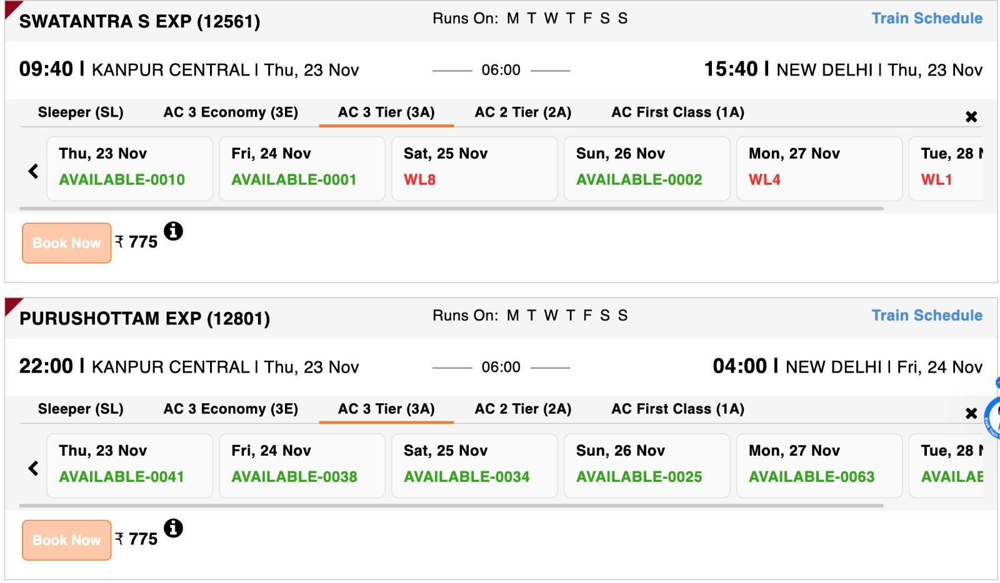 SWATANTRA S EXP (12561) Runs On: M T W T F S S Train Schedule
09:40 | KANPUR CENTRAL | Thu, 23 Nov 06:00 15:40 | NEW DELHI | Thu, 23 Nov
Sleeper (SL) AC 3 Economy (3E) AC 3 Tier (3A) AC 2 Tier (2A) AC First Class (1A)
Thu, 23 Nov Fri, 24 Nov Sat, 25 Nov Sun, 26 Nov Mon, 27 Nov Tue, 28
AVAILABLE-0010 AVAILABLE-0001 WL8 AVAILABLE-0002 WL4 WL1
Book Now ₹ 775
PURUSHOTTAM EXP (12801) Runs On: M T W T F S S Train Schedule
22:00 | KANPUR CENTRAL | Thu, 23 Nov 06:00 04:00 | NEW DELHI | Fri, 24 Nov
Sleeper (SL) AC 3 Economy (3E) AC 3 Tier (3A) AC 2 Tier (2A) AC First Class (1A)
Thu, 23 Nov Fri, 24 Nov Sat, 25 Nov Sun, 26 Nov Mon, 27 Nov Tue, 28
AVAILABLE-0041 AVAILABLE-0038 AVAILABLE-0034 AVAILABLE-0025 AVAILABLE-0063
Book Now ₹ 775